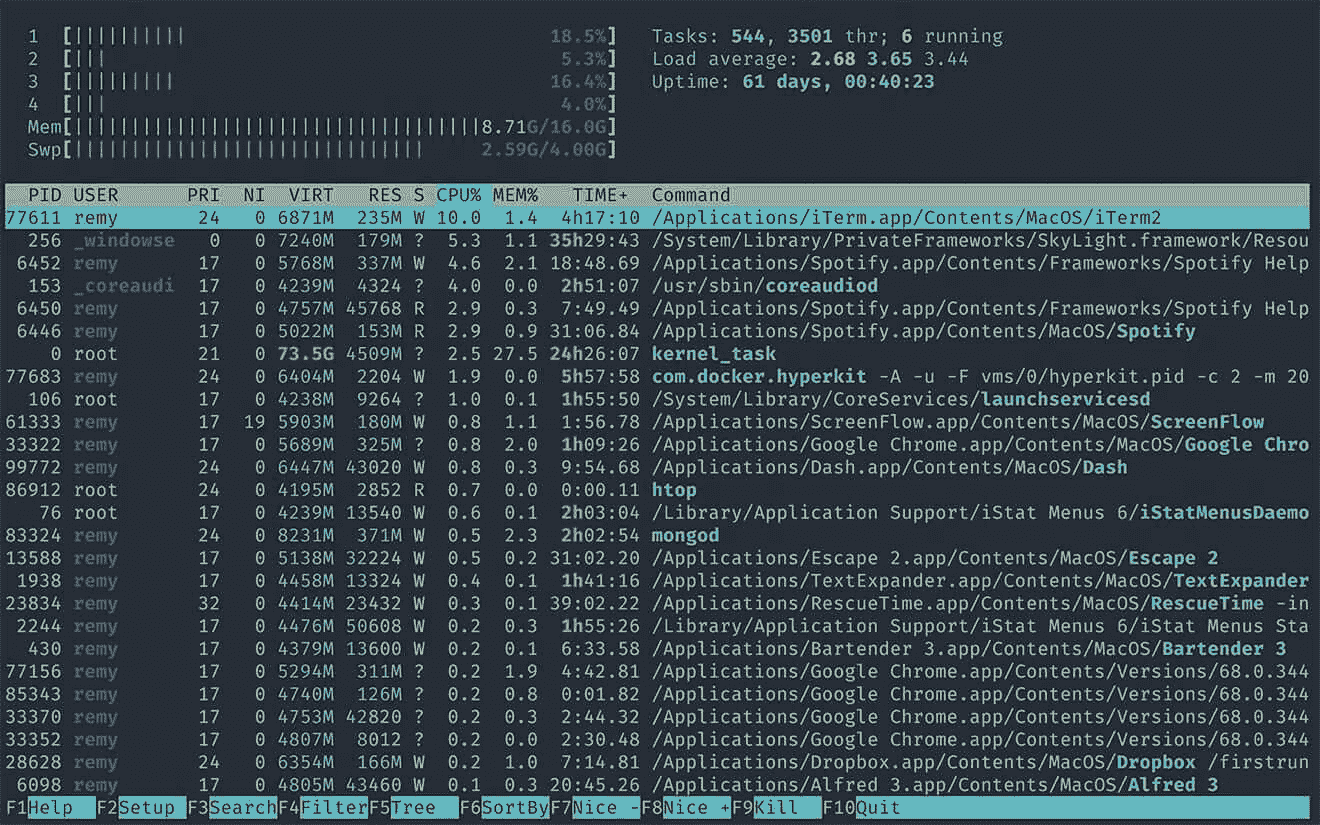 1 [|||||||||| 18.5%] Tasks: 544, 3501 thr; 6 running
2 [||| 5.3%] Load average: 2.68 3.65 3.44
3 [||||||||| 16.4%] Uptime: 61 days, 00:40:23
4 [||| 4.0%]
Mem[||||||||||||||||||||||||||||||||||||8.71G/16.0G]
Swp[||||||||||||||||||||||||||||||| 2.59G/4.00G]
PID USER PRI NI VIRT RES S CPU% MEM% TIME+ Command
77611 remy 24 0 6871M 235M W 10.0 1.4 4h17:10 /Applications/iTerm.app/Contents/MacOS/iTerm2
256 _windowse 0 0 7240M 179M ? 5.3 1.1 35h29:43 /System/Library/PrivateFrameworks/SkyLight.framework/Resou
6452 remy 17 0 5768M 337M W 4.6 2.1 18:48.69 /Applications/Spotify.app/Contents/Frameworks/Spotify Help
153 _coreaudi 17 0 4239M 4324 ? 4.0 0.0 2h51:07 /usr/sbin/coreaudiod
6450 remy 17 0 4757M 45768 R 2.9 0.3 7:49.49 /Applications/Spotify.app/Contents/Frameworks/Spotify Help
6446 remy 17 0 5022M 153M R 2.9 0.9 31:06.84 /Applications/Spotify.app/Contents/MacOS/Spotify
0 root 21 0 73.5G 4509M ? 2.5 27.5 24h26:07 kernel_task
77683 remy 24 0 6404M 2204 W 1.9 0.0 5h57:58 com.docker.hyperkit -A -u -F vms/0/hyperkit.pid -c 2 -m 20
106 root 17 0 4238M 9264 ? 1.0 0.1 1h55:50 /System/Library/CoreServices/launchservicesd
61333 remy 17 19 5903M 180M W 0.8 1.1 1:56.78 /Applications/ScreenFlow.app/Contents/MacOS/ScreenFlow
33322 remy 17 0 5689M 325M ? 0.8 2.0 1h09:26 /Applications/Google Chrome.app/Contents/MacOS/Google Chro
99772 remy 24 0 6447M 43020 W 0.8 0.3 9:54.68 /Applications/Dash.app/Contents/MacOS/Dash
86912 root 24 0 4195M 2852 R 0.7 0.0 0:00.11 htop
76 root 17 0 4239M 13540 W 0.6 0.1 2h03:04 /Library/Application Support/iStat Menus 6/iStatMenusDaemo
83324 remy 24 0 8231M 371M W 0.5 2.3 2h02:54 mongod
13588 remy 17 0 5138M 32224 W 0.5 0.2 31:02.20 /Applications/Escape 2.app/Contents/MacOS/Escape 2
1938 remy 17 0 4458M 13324 W 0.4 0.1 1h41:16 /Applications/TextExpander.app/Contents/MacOS/TextExpander
23834 remy 32 0 4414M 23432 W 0.3 0.1 39:02.22 /Applications/RescueTime.app/Contents/MacOS/RescueTime -in
2244 remy 17 0 4476M 50608 W 0.2 0.3 1h55:26 /Library/Application Support/iStat Menus 6/iStat Menus Sta
430 remy 17 0 4379M 13600 W 0.2 0.1 6:33.58 /Applications/Bartender 3.app/Contents/MacOS/Bartender 3
77156 remy 17 0 5294M 311M ? 0.2 1.9 4:42.81 /Applications/Google Chrome.app/Contents/Versions/68.0.344
85343 remy 17 0 4740M 126M ? 0.2 0.8 0:01.82 /Applications/Google Chrome.app/Contents/Versions/68.0.344
33370 remy 17 0 4753M 42820 ? 0.2 0.3 2:44.32 /Applications/Google Chrome.app/Contents/Versions/68.0.344
33352 remy 17 0 4807M 8012 ? 0.2 0.0 2:30.48 /Applications/Google Chrome.app/Contents/Versions/68.0.344
28628 remy 24 0 6354M 166M W 0.2 1.0 7:14.81 /Applications/Dropbox.app/Contents/MacOS/Dropbox /firstrun
6098 remy 17 0 4805M 43460 W 0.1 0.3 20:45.26 /Applications/Alfred 3.app/Contents/MacOS/Alfred 3
F1Help F2Setup F3SearchF4FilterF5Tree F6SortByF7Nice -F8Nice +F9Kill F10Quit